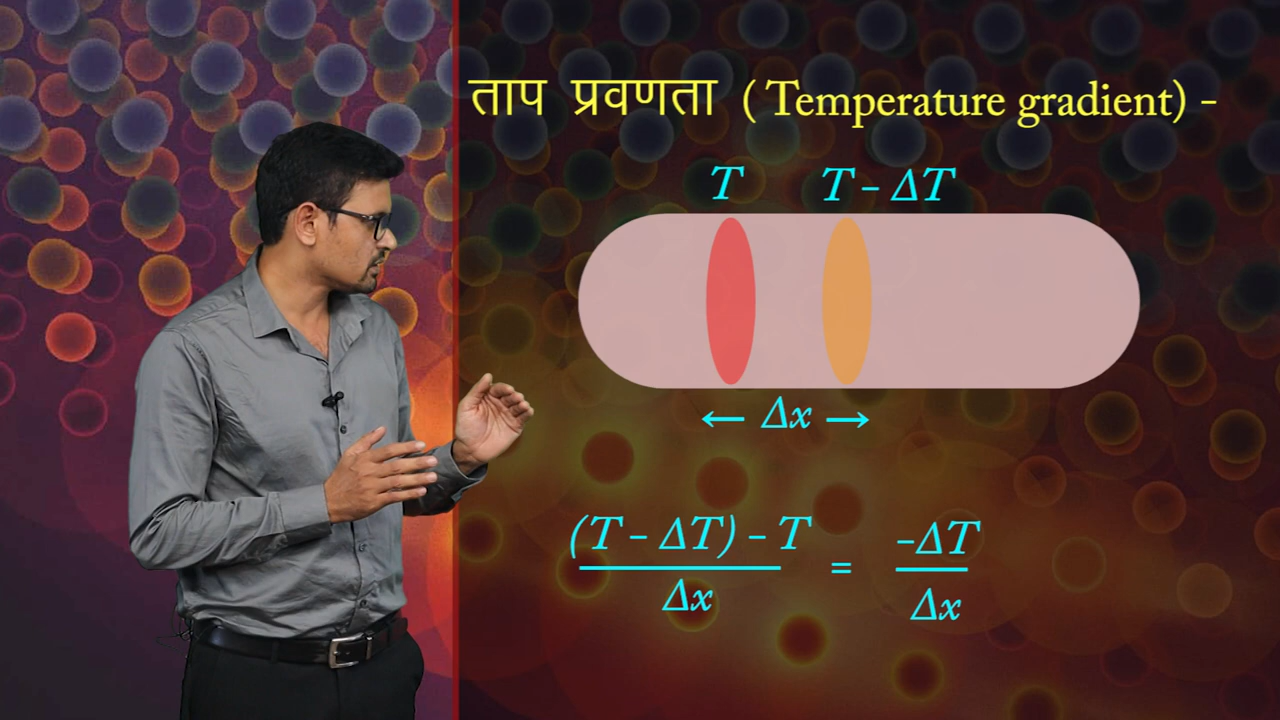 ताप प्रवणता ( Temperature gradient) -
T T - ΔT
← Δx →
(T - ΔT) - T = -ΔT
Δx Δx